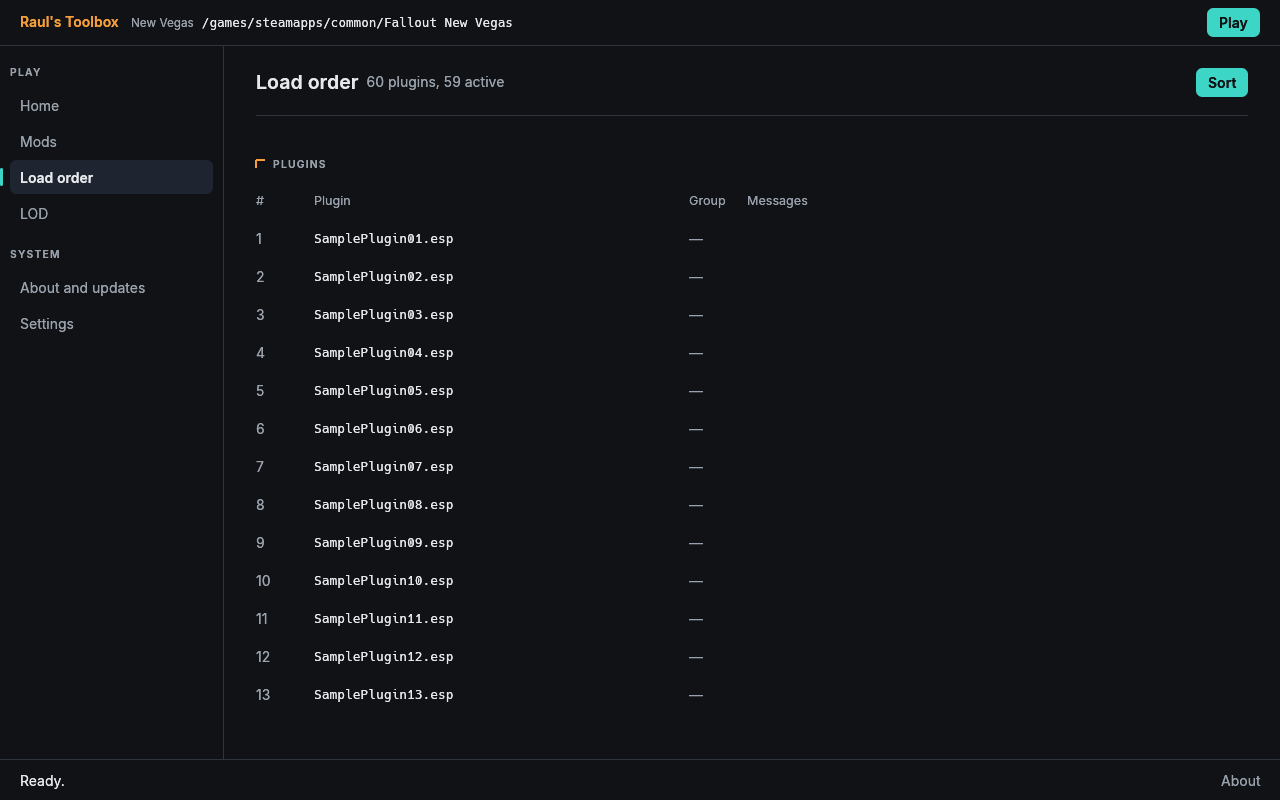 Raul's Toolbox New Vegas /games/steamapps/common/Fallout New Vegas Play
PLAY
Home
Mods
Load order
LOD
SYSTEM
About and updates
Settings
Load order 60 plugins, 59 active Sort
PLUGINS
# Plugin Group Messages
1 SamplePlugin01.esp —
2 SamplePlugin02.esp —
3 SamplePlugin03.esp —
4 SamplePlugin04.esp —
5 SamplePlugin05.esp —
6 SamplePlugin06.esp —
7 SamplePlugin07.esp —
8 SamplePlugin08.esp —
9 SamplePlugin09.esp —
10 SamplePlugin10.esp —
11 SamplePlugin11.esp —
12 SamplePlugin12.esp —
13 SamplePlugin13.esp —
Ready. About